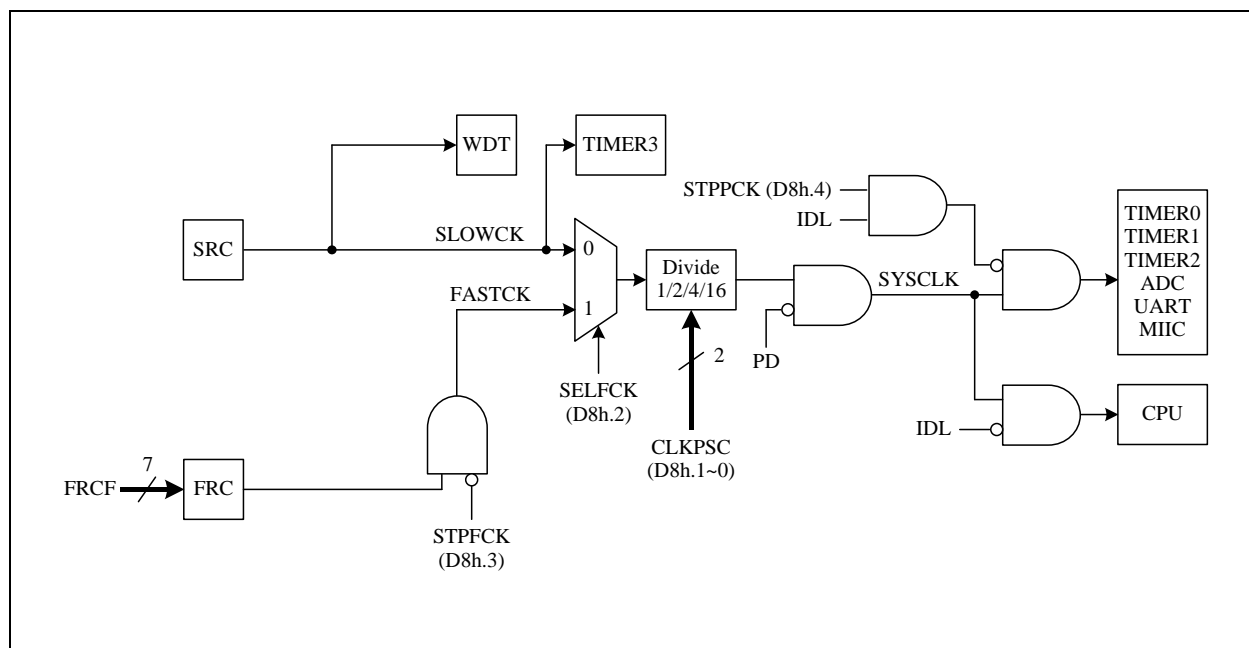 WDT
TIMER3
STPPCK (D8h.4)
IDL
SRC
SLOWCK
0
FASTCK
1
Divide
1/2/4/16
SYSCLK
TIMER0
TIMER1
TIMER2
ADC
UART
MIIC
2
PD
SELFCK
(D8h.2)
CLKPSC
(D8h.1~0)
IDL
CPU
FRCF
7
FRC
STPFCK
(D8h.3)